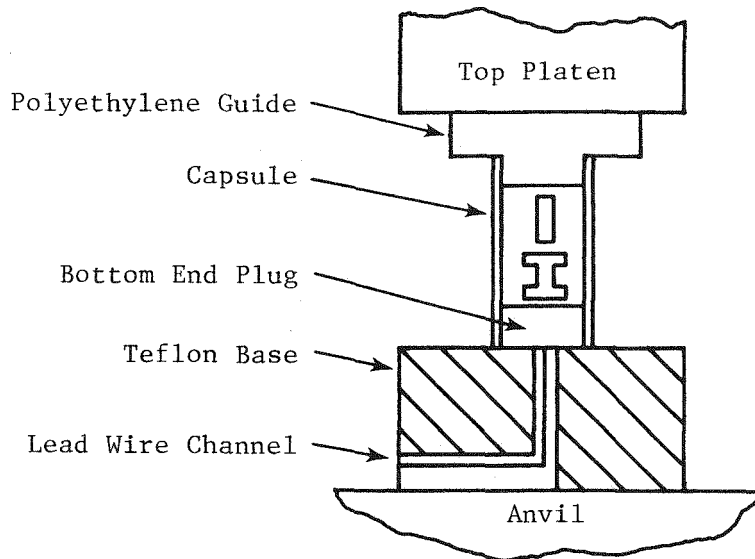 Top Platen
Polyethylene Guide
Capsule
Bottom End Plug
Teflon Base
Lead Wire Channel
Anvil